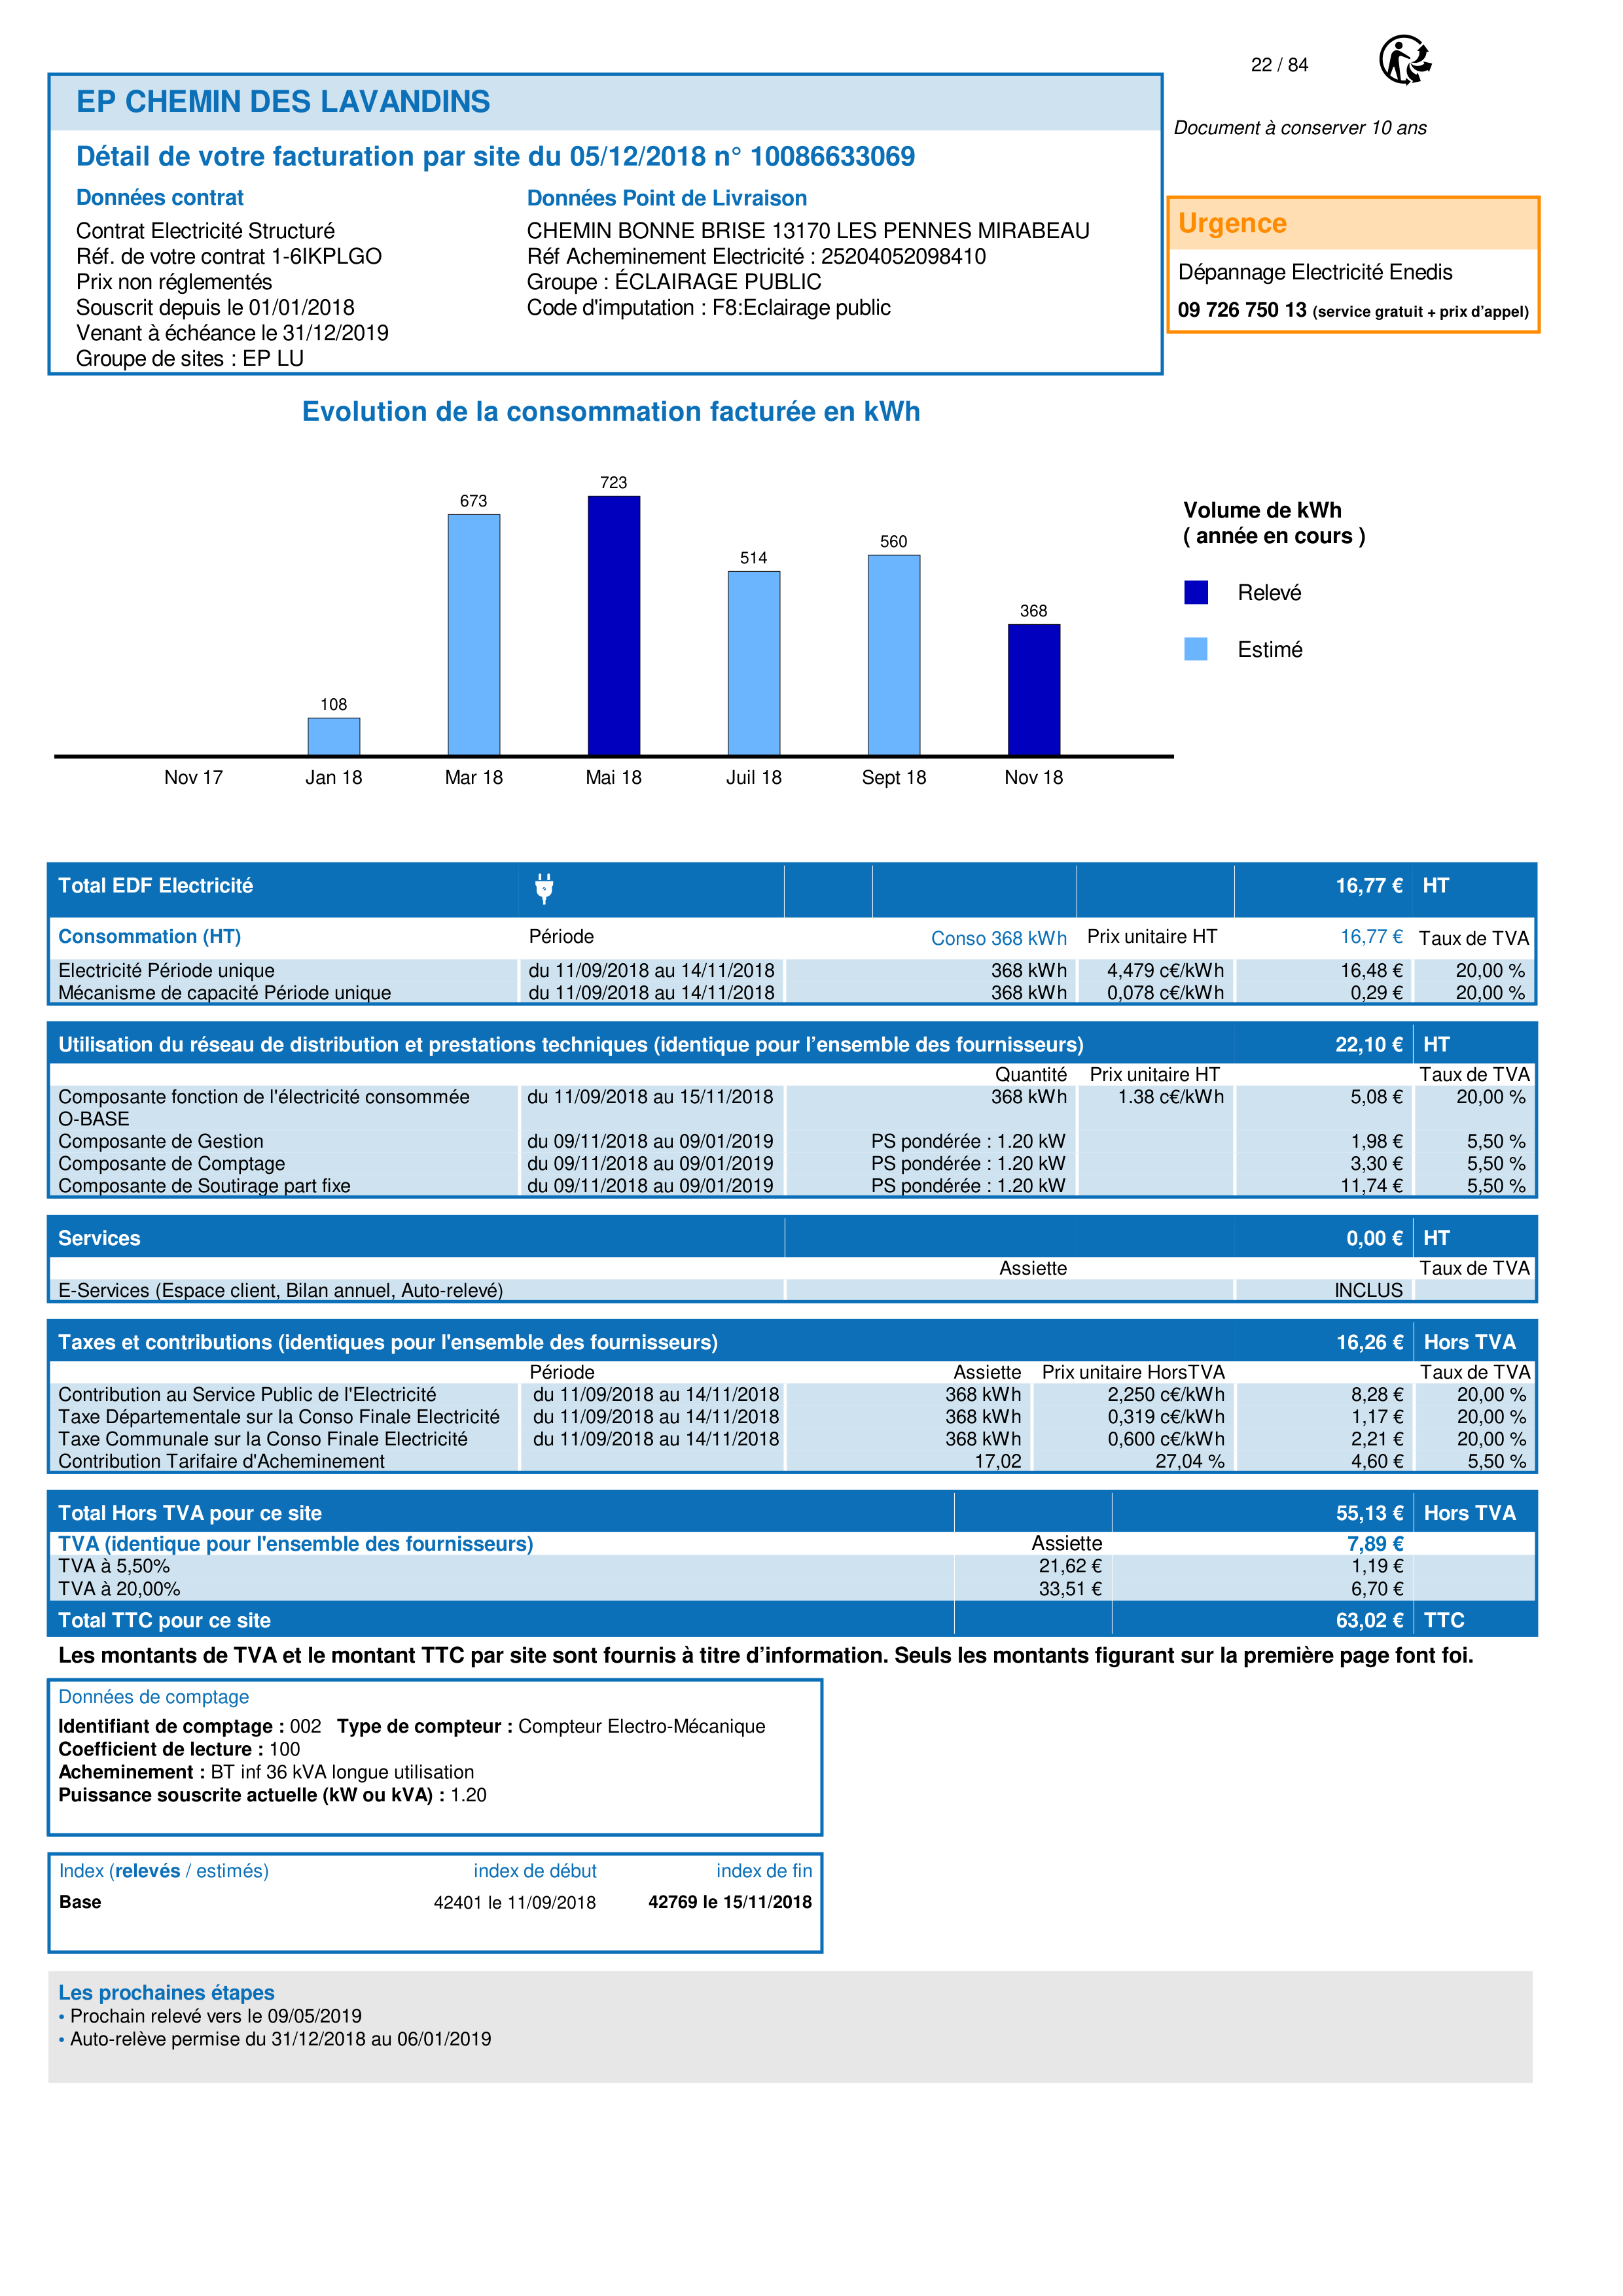 22 / 84
EP CHEMIN DES LAVANDINS
Document à conserver 10 ans
Détail de votre facturation par site du 05/12/2018 n° 10086633069
Données contrat
Contrat Electricité Structuré
Réf. de votre contrat 1-6IKPLGO
Prix non réglementés
Souscrit depuis le 01/01/2018
Venant à échéance le 31/12/2019
Groupe de sites : EP LU
Données Point de Livraison
CHEMIN BONNE BRISE 13170 LES PENNES MIRABEAU
Réf Acheminement Electricité : 25204052098410
Groupe : ÉCLAIRAGE PUBLIC
Code d'imputation : F8:Eclairage public
Urgence
Dépannage Electricité Enedis
09 726 750 13 (service gratuit + prix d’appel)
Evolution de la consommation facturée en kWh
108
673
723
514
560
368
Nov 17 Jan 18 Mar 18 Mai 18 Juil 18 Sept 18 Nov 18
Volume de kWh
( année en cours )
Relevé
Estimé
Total EDF Electricité 16,77 € HT
Consommation (HT) Période Conso 368 kWh Prix unitaire HT 16,77 € Taux de TVA
Electricité Période unique du 11/09/2018 au 14/11/2018 368 kWh 4,479 c€/kWh 16,48 € 20,00 %
Mécanisme de capacité Période unique du 11/09/2018 au 14/11/2018 368 kWh 0,078 c€/kWh 0,29 € 20,00 %
Utilisation du réseau de distribution et prestations techniques (identique pour l’ensemble des fournisseurs) 22,10 € HT
Quantité Prix unitaire HT Taux de TVA
Composante fonction de l'électricité consommée du 11/09/2018 au 15/11/2018 368 kWh 1.38 c€/kWh 5,08 € 20,00 %
O-BASE
Composante de Gestion du 09/11/2018 au 09/01/2019 PS pondérée : 1.20 kW 1,98 € 5,50 %
Composante de Comptage du 09/11/2018 au 09/01/2019 PS pondérée : 1.20 kW 3,30 € 5,50 %
Composante de Soutirage part fixe du 09/11/2018 au 09/01/2019 PS pondérée : 1.20 kW 11,74 € 5,50 %
Services 0,00 € HT
Assiette Taux de TVA
E-Services (Espace client, Bilan annuel, Auto-relevé) INCLUS
Taxes et contributions (identiques pour l'ensemble des fournisseurs) 16,26 € Hors TVA
Période Assiette Prix unitaire HorsTVA Taux de TVA
Contribution au Service Public de l'Electricité du 11/09/2018 au 14/11/2018 368 kWh 2,250 c€/kWh 8,28 € 20,00 %
Taxe Départementale sur la Conso Finale Electricité du 11/09/2018 au 14/11/2018 368 kWh 0,319 c€/kWh 1,17 € 20,00 %
Taxe Communale sur la Conso Finale Electricité du 11/09/2018 au 14/11/2018 368 kWh 0,600 c€/kWh 2,21 € 20,00 %
Contribution Tarifaire d'Acheminement 17,02 27,04 % 4,60 € 5,50 %
Total Hors TVA pour ce site 55,13 € Hors TVA
TVA (identique pour l'ensemble des fournisseurs) Assiette 7,89 €
TVA à 5,50% 21,62 € 1,19 €
TVA à 20,00% 33,51 € 6,70 €
Total TTC pour ce site 63,02 € TTC
Les montants de TVA et le montant TTC par site sont fournis à titre d’information. Seuls les montants figurant sur la première page font foi.
Données de comptage
Identifiant de comptage : 002 Type de compteur : Compteur Electro-Mécanique
Coefficient de lecture : 100
Acheminement : BT inf 36 kVA longue utilisation
Puissance souscrite actuelle (kW ou kVA) : 1.20
Index (relevés / estimés) index de début index de fin
Base 42401 le 11/09/2018 42769 le 15/11/2018
Les prochaines étapes
• Prochain relevé vers le 09/05/2019
• Auto-relève permise du 31/12/2018 au 06/01/2019